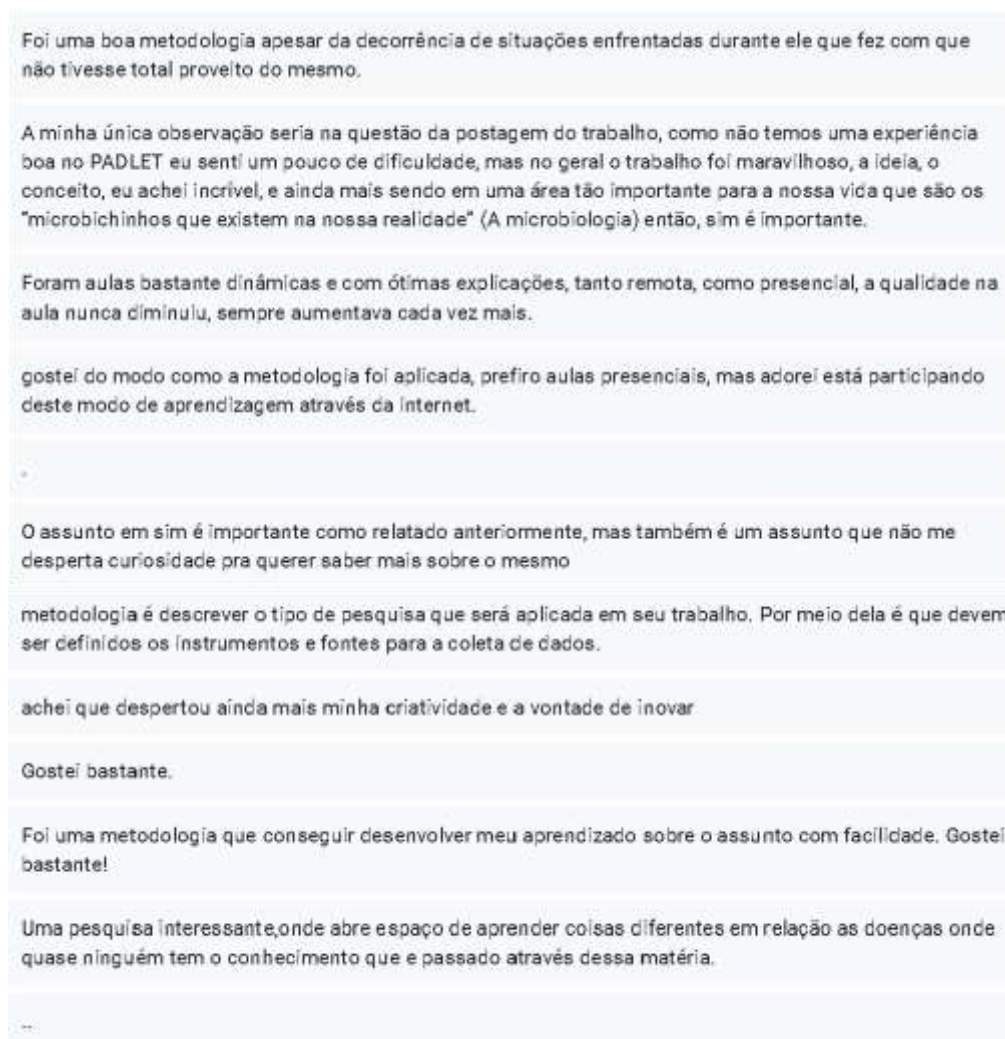 Foi uma boa metodologia apesar da decorrência de situações enfrentadas durante ele que fez com que
não tivesse total proveito do mesmo.
A minha única observação seria na questão da postagem do trabalho, como não temos uma experiência
boa no PADLET eu senti um pouco de dificuldade, mas no geral o trabalho foi maravilhoso, a ideia, o
conceito, eu achei incrível, e ainda mais sendo em uma área tão importante para a nossa vida que são os
"microbichinhos que existem na nossa realidade" (A microbiologia) então, sim é importante.
Foram aulas bastante dinâmicas e com ótimas explicações, tanto remota, como presencial, a qualidade na
aula nunca diminuiu, sempre aumentava cada vez mais.
gostei do modo como a metodologia foi aplicada, prefiro aulas presenciais, mas adorei está participando
deste modo de aprendizagem através da internet.
.
O assunto em sim é importante como relatado anteriormente, mas também é um assunto que não me
desperta curiosidade pra querer saber mais sobre o mesmo
metodologia é descrever o tipo de pesquisa que será aplicada em seu trabalho. Por meio dela é que devem
ser definidos os instrumentos e fontes para a coleta de dados.
achei que despertou ainda mais minha criatividade e a vontade de inovar
Gostei bastante.
Foi uma metodologia que conseguir desenvolver meu aprendizado sobre o assunto com facilidade. Gostei
bastante!
Uma pesquisa interessante,onde abre espaço de aprender coisas diferentes em relação as doenças onde
quase ninguém tem o conhecimento que e passado através dessa matéria.
..